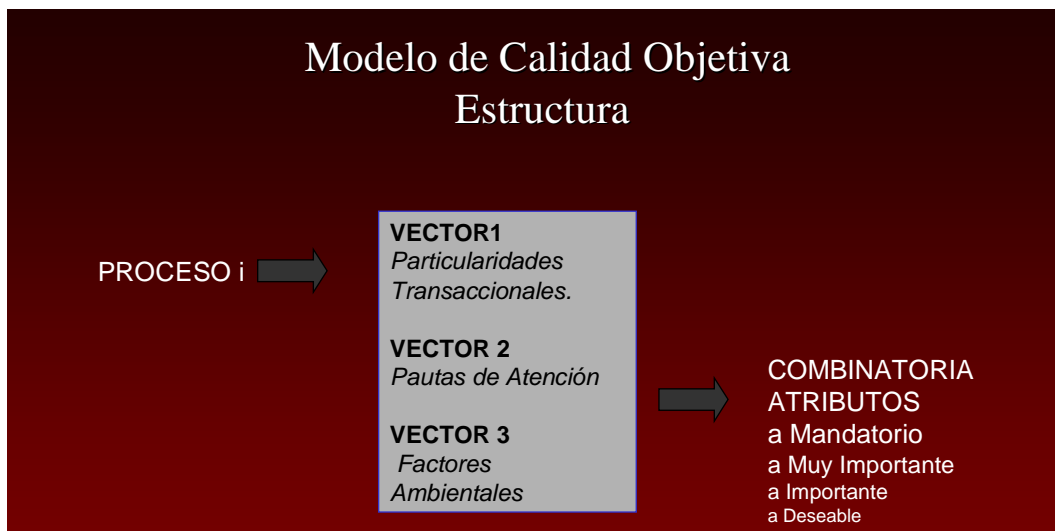 Modelo de Calidad Objetiva
Estructura
PROCESO i
VECTOR1
Particularidades
Transaccionales.
VECTOR 2
Pautas de Atención
VECTOR 3
Factores
Ambientales
COMBINATORIA
ATRIBUTOS
a Mandatorio
a Muy Importante
a Importante
a Deseable